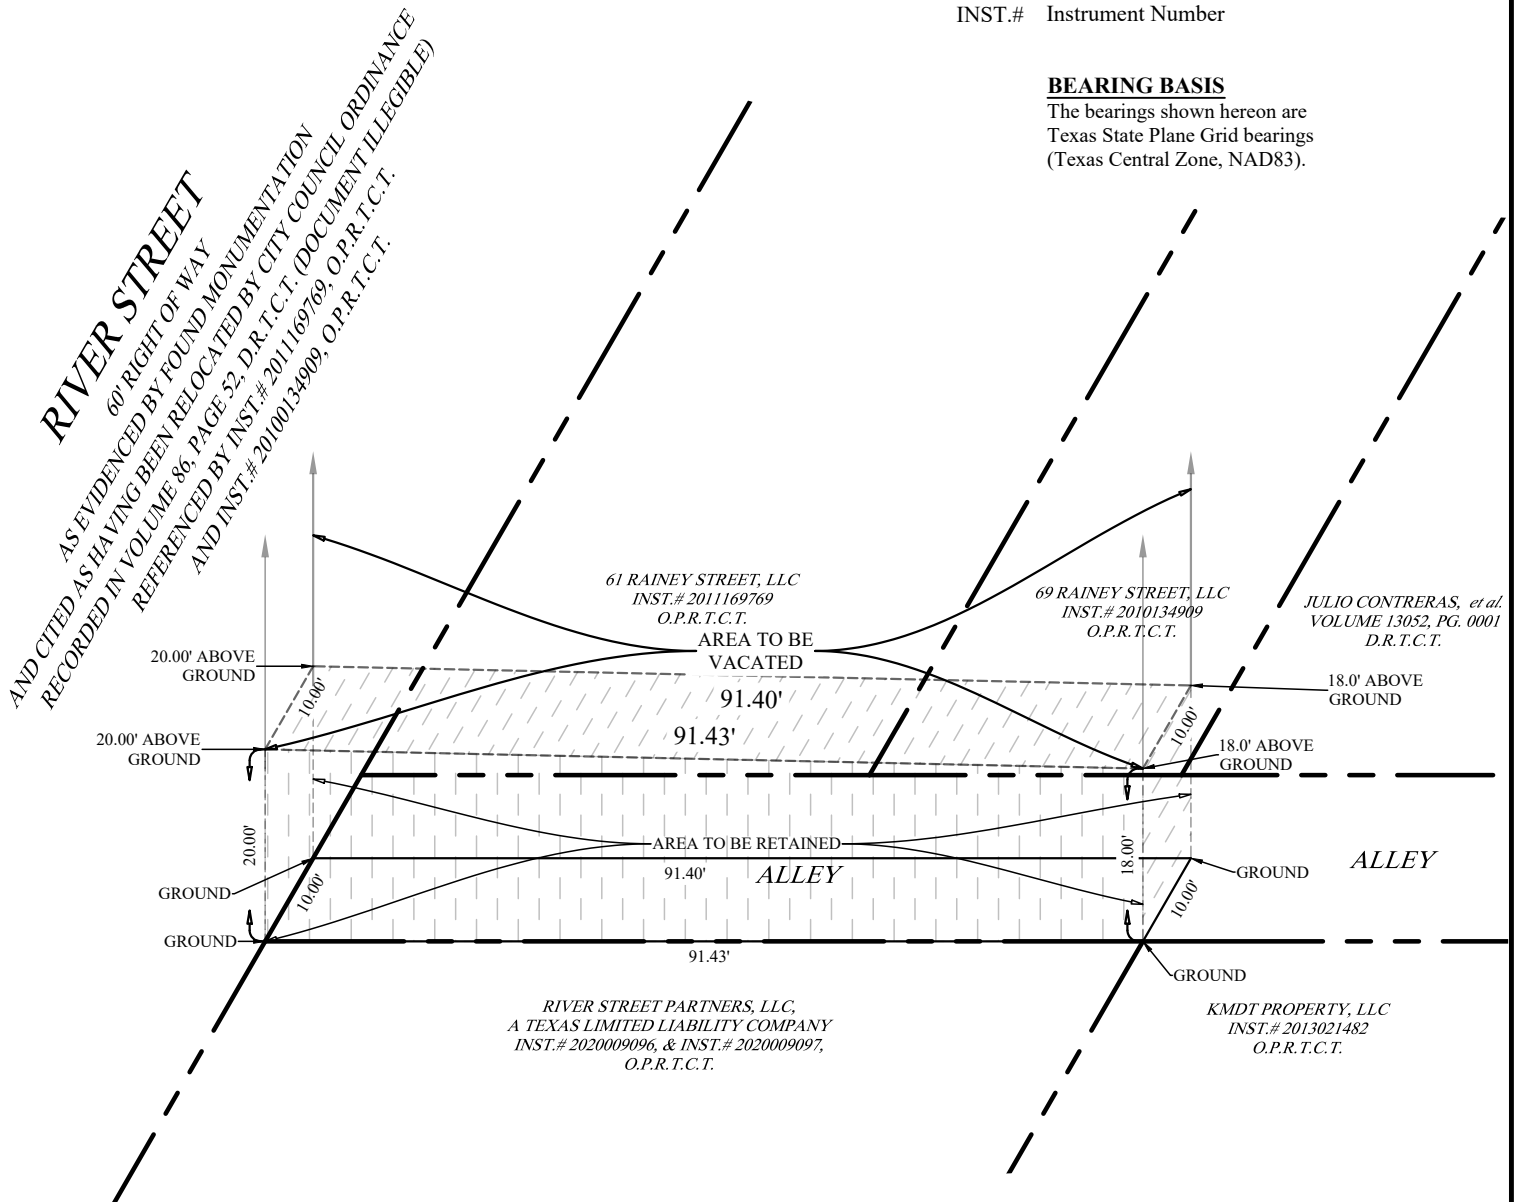 INST.# Instrument Number
BEARING BASIS
The bearings shown hereon are
Texas State Plane Grid bearings
(Texas Central Zone, NAD83).
RIVER STREET
60' RIGHT OF WAY
AS EVIDENCED BY FOUND MONUMENTATION
AND CITED AS HAVING BEEN RELOCATED BY CITY COUNCIL ORDINANCE
RECORDED IN VOLUME 86, PAGE 52, D.R.T.C.T. (DOCUMENT ILLEGIBLE)
REFERENCED BY INST.# 2011169769, O.P.R.T.C.T.
AND INST.# 20100134909, O.P.R.T.C.T.
61 RAINEY STREET, LLC
INST.# 2011169769
O.P.R.T.C.T.
69 RAINEY STREET, LLC
INST.# 2010134909
O.P.R.T.C.T.
JULIO CONTRERAS, et al.
VOLUME 13052, PG. 0001
D.R.T.C.T.
AREA TO BE
VACATED
20.00' ABOVE
GROUND
10.00'
91.40'
18.0' ABOVE
GROUND
20.00' ABOVE
GROUND
91.43'
10.00'
18.0' ABOVE
GROUND
20.00'
AREA TO BE RETAINED
18.00'
ALLEY
GROUND
10.00'
91.40'
ALLEY
GROUND
10.00'
GROUND
91.43'
GROUND
RIVER STREET PARTNERS, LLC,
A TEXAS LIMITED LIABILITY COMPANY
INST.# 2020009096, & INST.# 2020009097,
O.P.R.T.C.T.
KMDT PROPERTY, LLC
INST.# 2013021482
O.P.R.T.C.T.